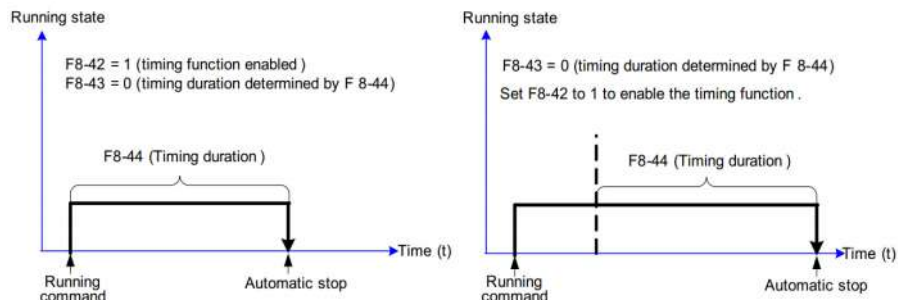 Running state
F8-42 = 1 (timing function enabled )
F8-43 = 0 (timing duration determined by F 8-44)
F8-44 (Timing duration )
Time (t)
Running
command
Automatic stop
Running state
F8-43 = 0 (timing duration determined by F 8-44)
Set F8-42 to 1 to enable the timing function .
F8-44 (Timing duration )
Time (t)
Running
command
Automatic stop